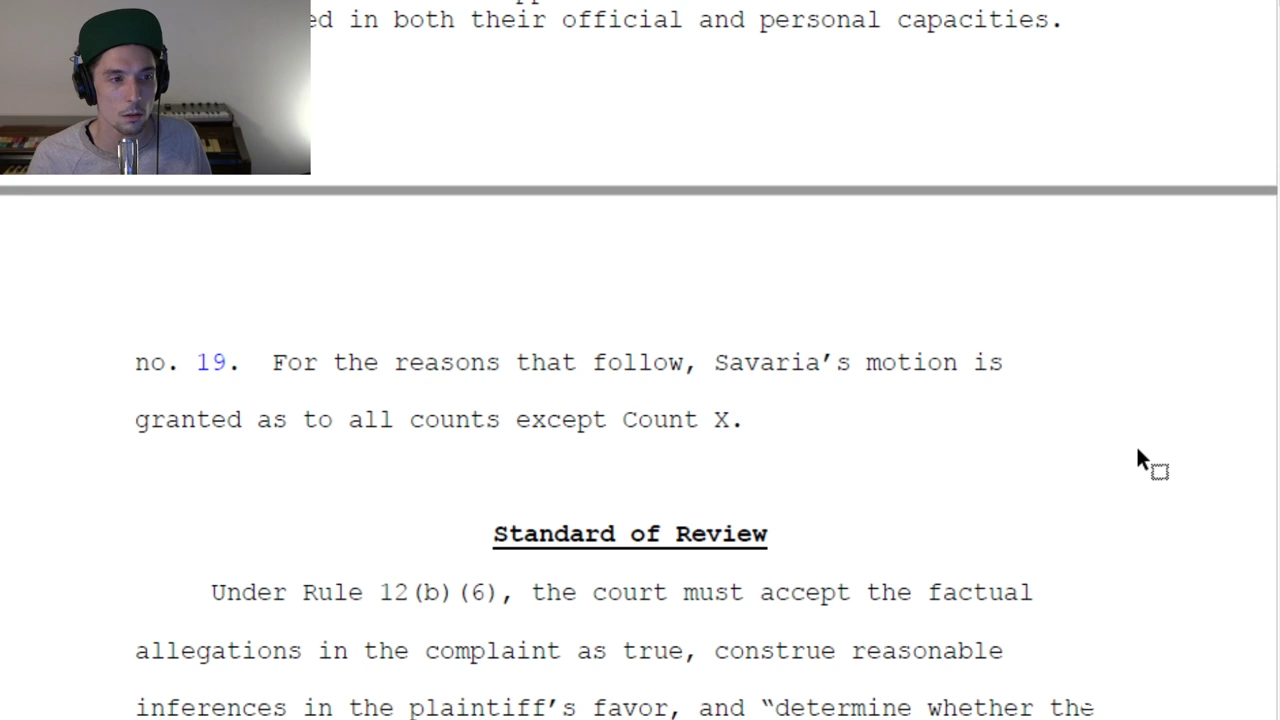 ed in both their official and personal capacities.
no. 19. For the reasons that follow, Savaria’s motion is
granted as to all counts except Count X.
Standard of Review
Under Rule 12(b)(6), the court must accept the factual
allegations in the complaint as true, construe reasonable
inferences in the plaintiff’s favor, and “determine whether the